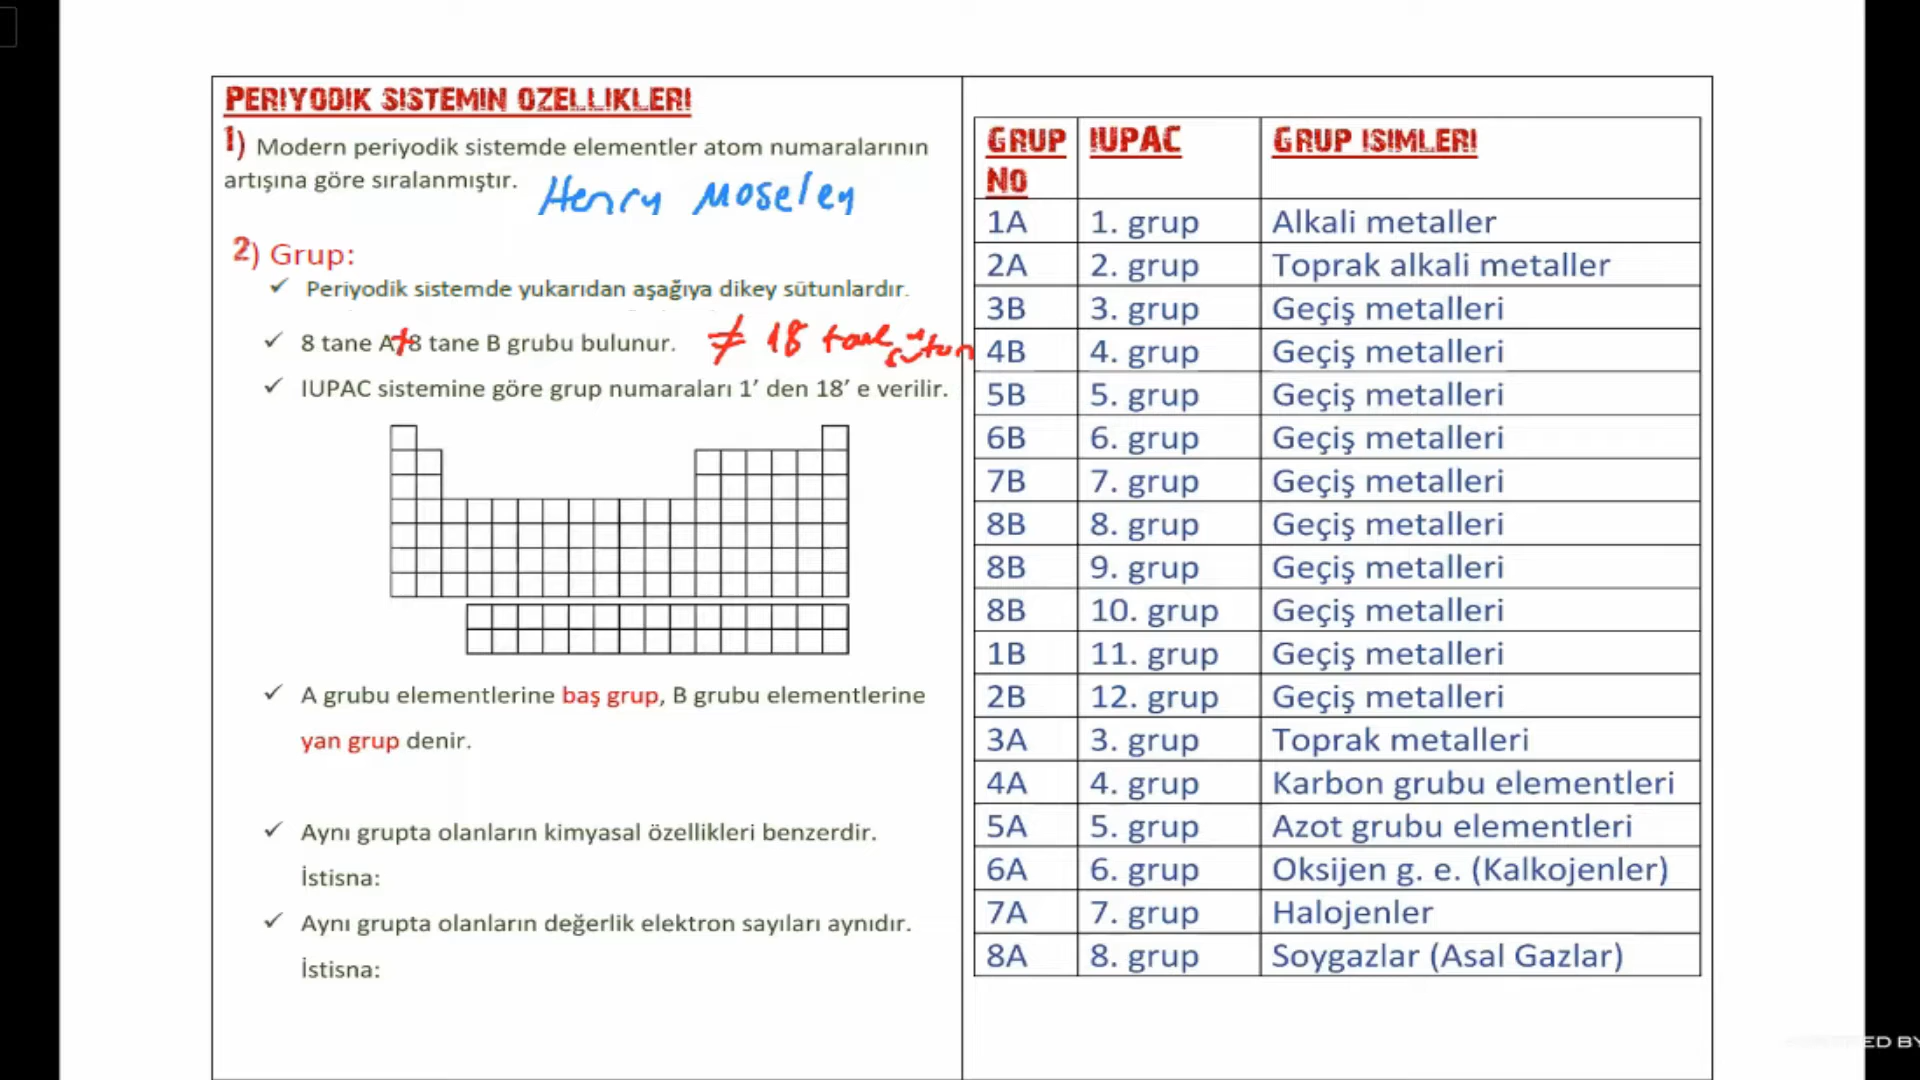 PERIYODIK SISTEMIN OZELLIKLERI
1) Modern periyodik sistemde elementler atom numaralarının
artışına göre sıralanmıştır. Henry Moseley
2) Grup:
✓ Periyodik sistemde yukarıdan aşağıya dikey sütunlardır.
✓ 8 tane A+8 tane B grubu bulunur. ≠ 18 tane sütun
✓ IUPAC sistemine göre grup numaraları 1’ den 18’ e verilir.
✓ A grubu elementlerine baş grup, B grubu elementlerine
yan grup denir.
✓ Aynı grupta olanların kimyasal özellikleri benzerdir.
İstisna:
✓ Aynı grupta olanların değerlik elektron sayıları aynıdır.
İstisna:
GRUP NO IUPAC GRUP ISIMLERI
1A 1. grup Alkali metaller
2A 2. grup Toprak alkali metaller
3B 3. grup Geçiş metalleri
4B 4. grup Geçiş metalleri
5B 5. grup Geçiş metalleri
6B 6. grup Geçiş metalleri
7B 7. grup Geçiş metalleri
8B 8. grup Geçiş metalleri
8B 9. grup Geçiş metalleri
8B 10. grup Geçiş metalleri
1B 11. grup Geçiş metalleri
2B 12. grup Geçiş metalleri
3A 3. grup Toprak metalleri
4A 4. grup Karbon grubu elementleri
5A 5. grup Azot grubu elementleri
6A 6. grup Oksijen g. e. (Kalkojenler)
7A 7. grup Halojenler
8A 8. grup Soygazlar (Asal Gazlar)